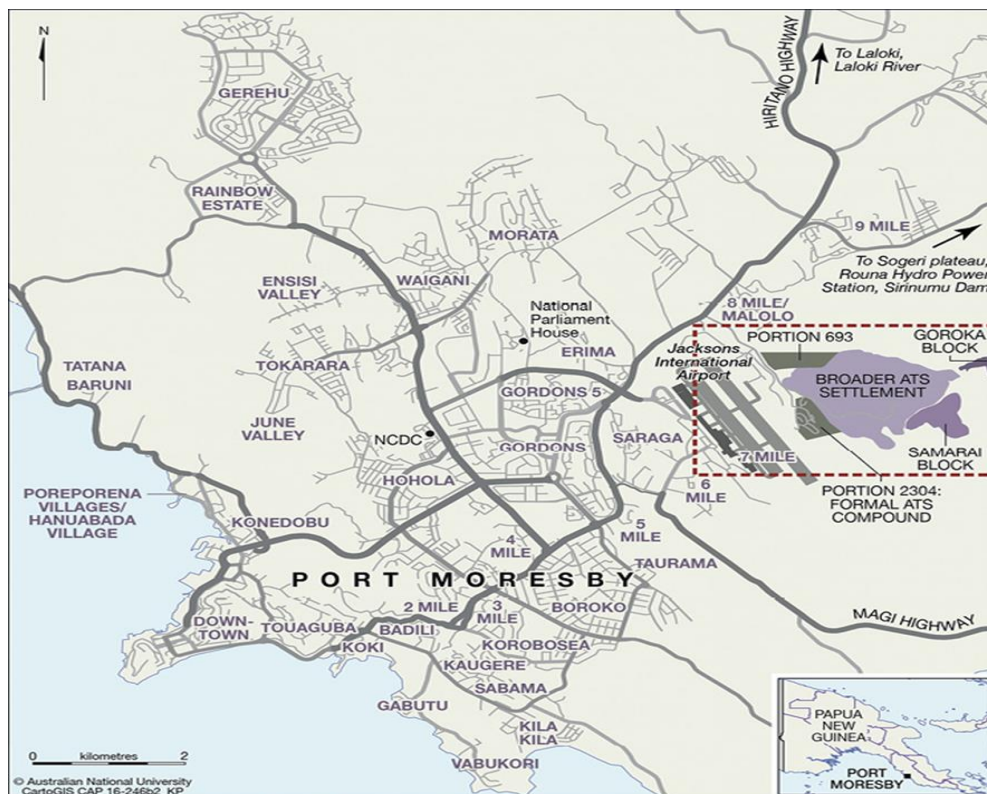 N
GEREHU
HIRITANO HIGHWAY
To Laloki,
Laloki River
RAINBOW
ESTATE
MORATA
9 MILE
To Sogeri plateau,
Rouna Hydro Power
Station, Sirinumu Dam
ENSISI
VALLEY
WAIGANI
National
Parliament
House
8 MILE/
MALOLO
PORTION 693
GOROKA
BLOCK
TATANA
BARUNI
TOKARARA
ERIMA
Jacksons
International
Airport
BROADER ATS
SETTLEMENT
GORDONS 5
JUNE
VALLEY
NCDC
GORDONS
SARAGA
7 MILE
SAMARAI
BLOCK
HOHOLA
6
MILE
PORTION 2304:
FORMAL ATS
COMPOUND
POREPORENA
VILLAGES/
HANUABADA
VILLAGE
KONEDOBU
4
MILE
5
MILE
TAURAMA
PORT MORESBY
2 MILE
3
MILE
BOROKO
MAGI HIGHWAY
DOWN-
TOWN
TOUAGUBA
BADILI
KOKI
KOROBOSEA
KAUGERE
SABAMA
GABUTU
KILA
KILA
VABUKORI
PAPUA
NEW
GUINEA
PORT
MORESBY
0 kilometres 2
© Australian National University
CartoGIS CAP 16-246b2_KP